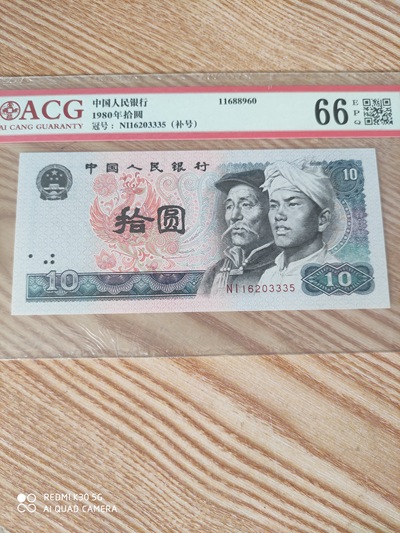 ACG
AI CANG GUARANTY
中国人民银行
1980年拾圆
冠号：NI16203335（补号）
11688960
66
EPQ
中国人民银行
10
拾圆
10
NI16203335
10
REDMI K30 5G
AI QUAD CAMERA